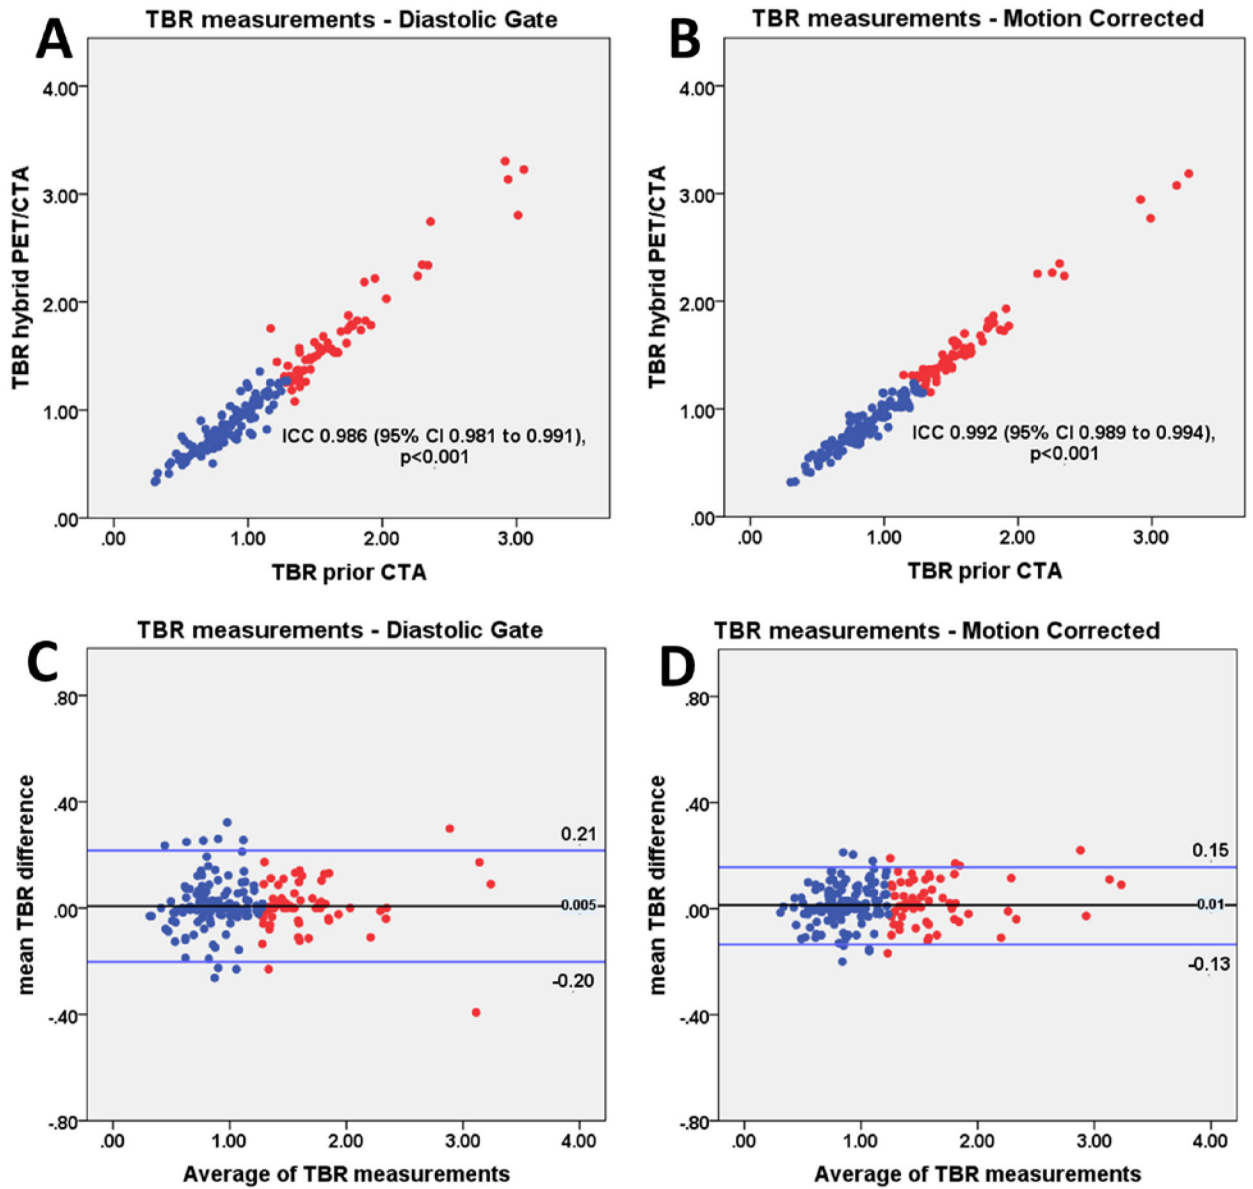 A
TBR measurements - Diastolic Gate
TBR hybrid PET/CTA
4.00
3.00
2.00
1.00
.00
ICC 0.986 (95% CI 0.981 to 0.991),
p<0.001
.00 1.00 2.00 3.00
TBR prior CTA
B
TBR measurements - Motion Corrected
TBR hybrid PET/CTA
4.00
3.00
2.00
1.00
.00
ICC 0.992 (95% CI 0.989 to 0.994),
p<0.001
.00 1.00 2.00 3.00
TBR prior CTA
C
TBR measurements - Diastolic Gate
mean TBR difference
.80
.40
.00
-.40
-.80
0.21
0.005
-0.20
.00 1.00 2.00 3.00 4.00
Average of TBR measurements
D
TBR measurements - Motion Corrected
mean TBR difference
.80
.40
.00
-.40
-.80
0.15
0.01
-0.13
.00 1.00 2.00 3.00 4.00
Average of TBR measurements